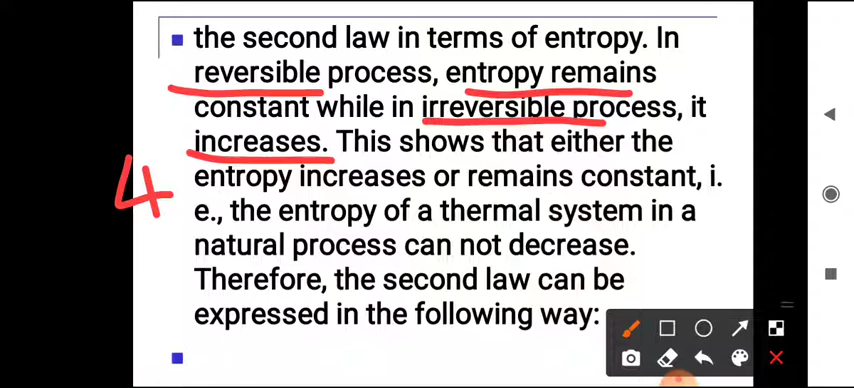 the second law in terms of entropy. In
reversible process, entropy remains
constant while in irreversible process, it
increases. This shows that either the
4
entropy increases or remains constant, i.
e., the entropy of a thermal system in a
natural process can not decrease.
Therefore, the second law can be
expressed in the following way: